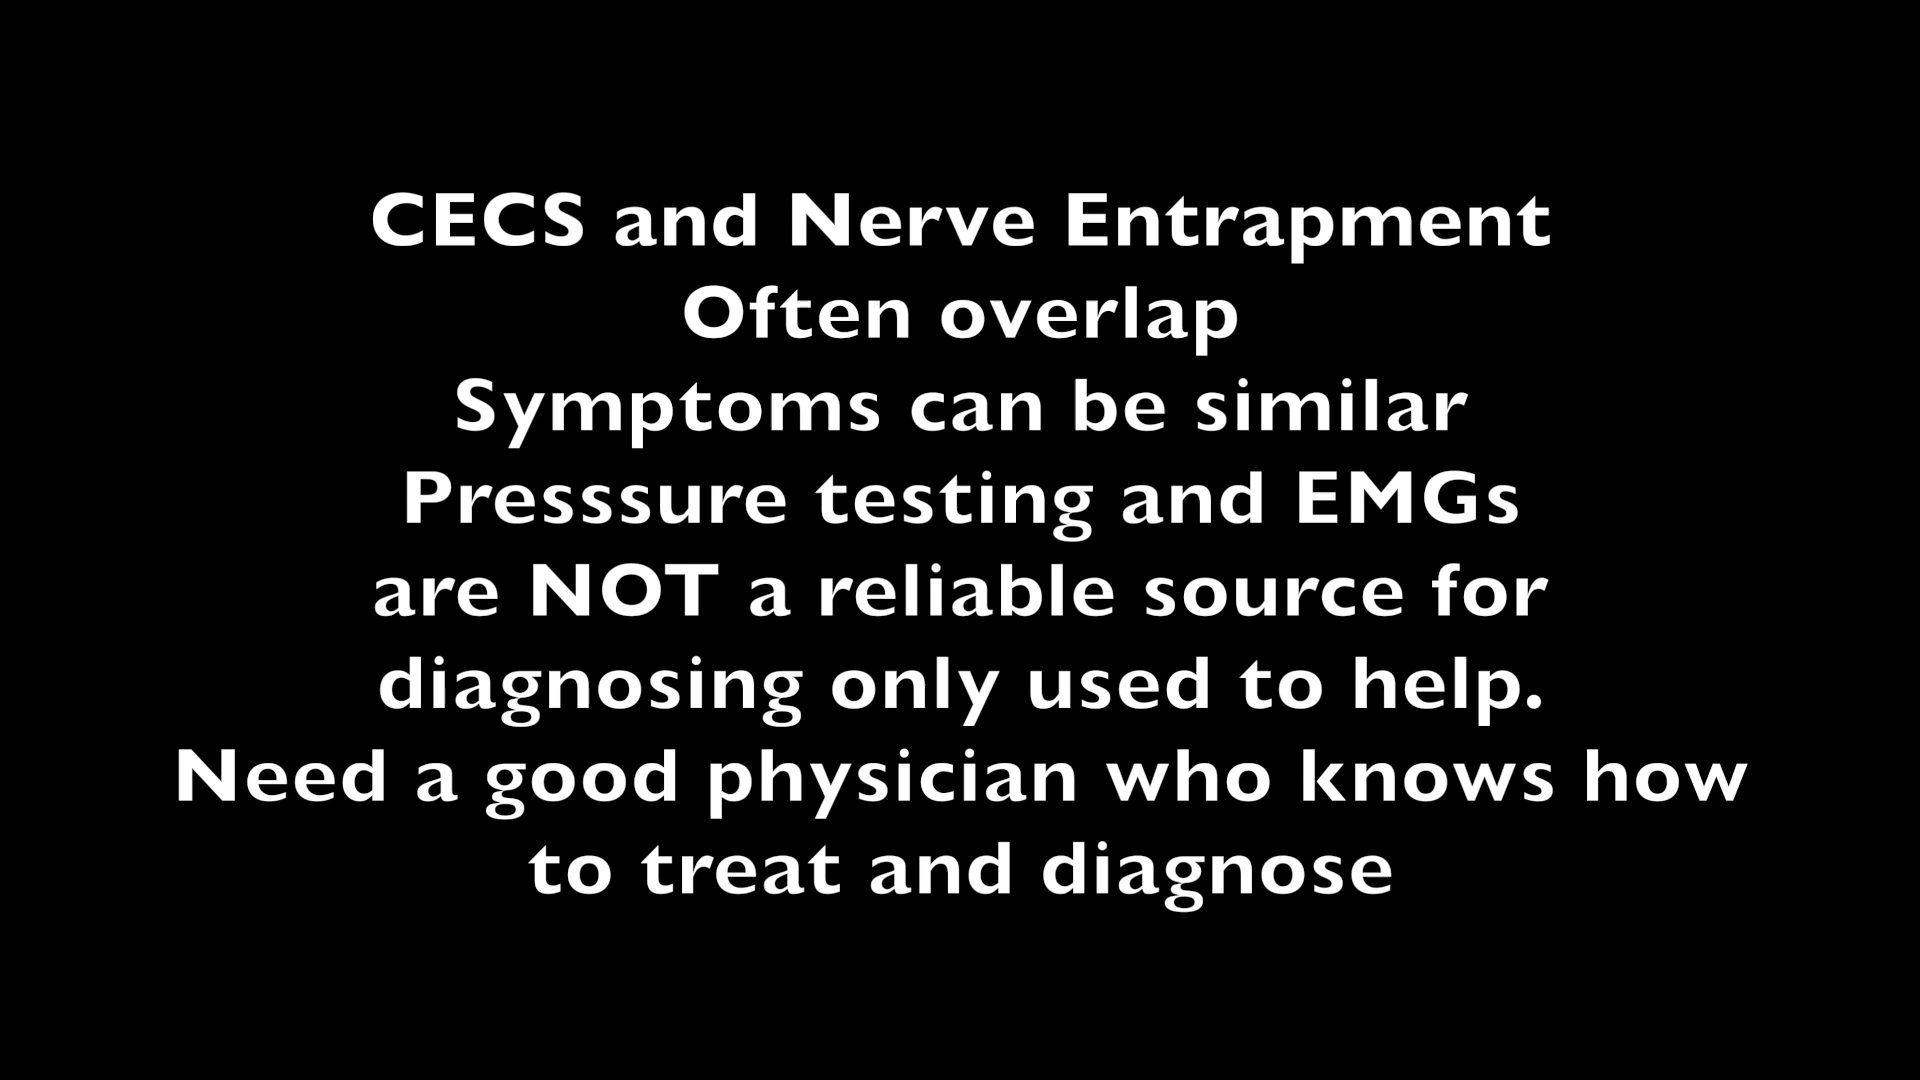 CECS and Nerve Entrapment
Often overlap
Symptoms can be similar
Presssure testing and EMGs
are NOT a reliable source for
diagnosing only used to help.
Need a good physician who knows how
to treat and diagnose